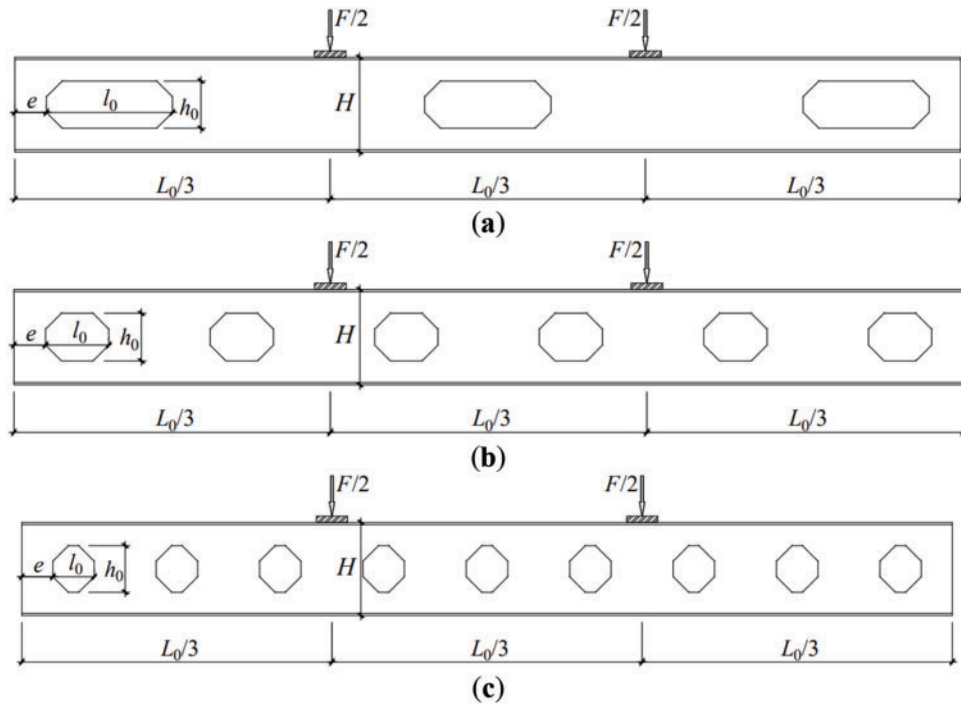 F/2 F/2
e l₀ h₀ H
L₀/3 L₀/3 L₀/3
(a)
F/2 F/2
e l₀ h₀ H
L₀/3 L₀/3 L₀/3
(b)
F/2 F/2
e l₀ h₀ H
L₀/3 L₀/3 L₀/3
(c)